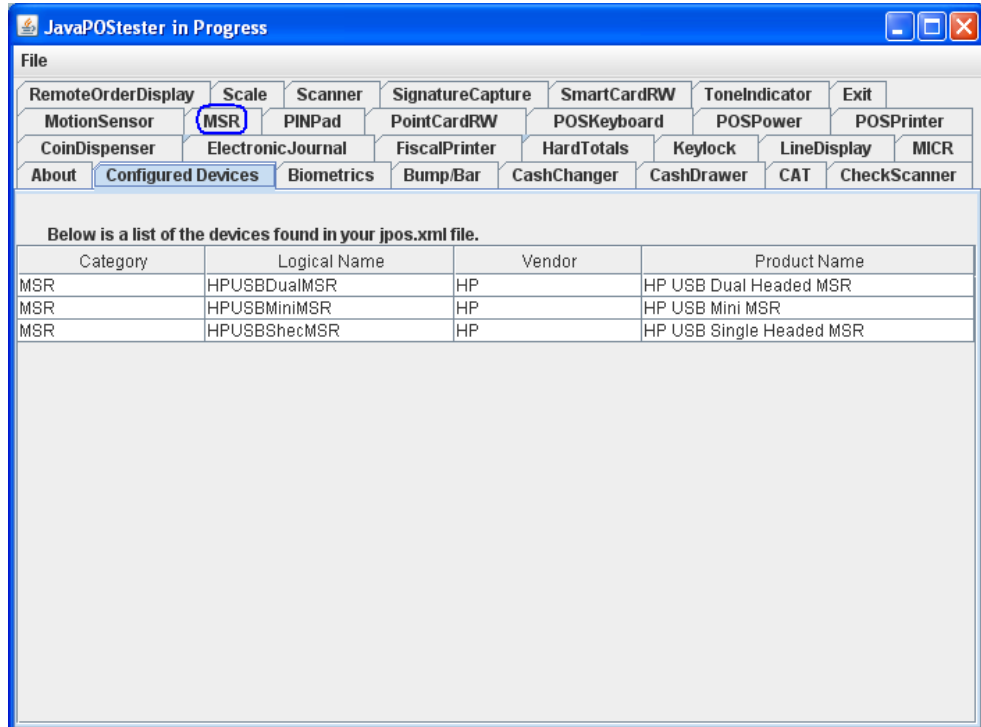 JavaPOStester in Progress
File
RemoteOrderDisplay Scale Scanner SignatureCapture SmartCardRW ToneIndicator Exit
MotionSensor MSR PINPad PointCardRW POSKeyboard POSPower POSPrinter
CoinDispenser ElectronicJournal FiscalPrinter HardTotals Keylock LineDisplay MICR
About Configured Devices Biometrics Bump/Bar CashChanger CashDrawer CAT CheckScanner
Below is a list of the devices found in your jpos.xml file.
Category Logical Name Vendor Product Name
MSR HPUSBDualMSR HP HP USB Dual Headed MSR
MSR HPUSBMiniMSR HP HP USB Mini MSR
MSR HPUSBShecMSR HP HP USB Single Headed MSR